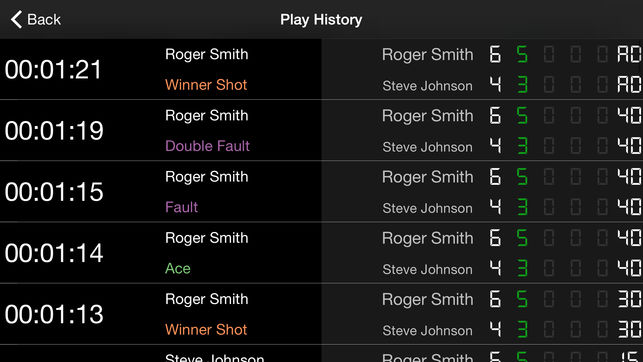 Back
Play History
00:01:21
Roger Smith
Winner Shot
Roger Smith 6 5 0 0 0 AD
Steve Johnson 4 3 0 0 0 AD
00:01:19
Roger Smith
Double Fault
Roger Smith 6 5 0 0 0 40
Steve Johnson 4 3 0 0 0 40
00:01:15
Roger Smith
Fault
Roger Smith 6 5 0 0 0 40
Steve Johnson 4 3 0 0 0 40
00:01:14
Roger Smith
Ace
Roger Smith 6 5 0 0 0 40
Steve Johnson 4 3 0 0 0 40
00:01:13
Roger Smith
Winner Shot
Roger Smith 6 5 0 0 0 30
Steve Johnson 4 3 0 0 0 30
Steve Johnson
Roger Smith 6 5 0 0 0 15